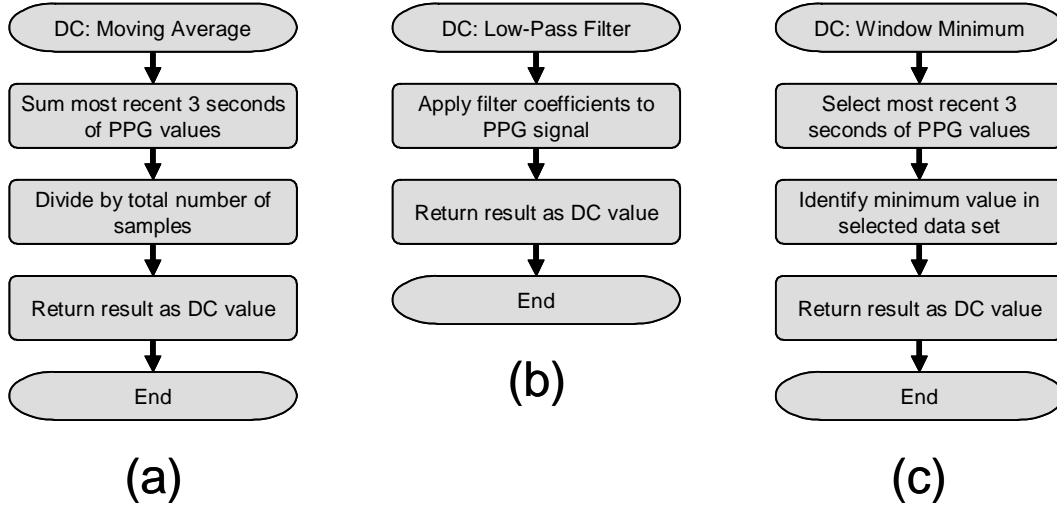 DC: Moving Average
Sum most recent 3 seconds
of PPG values
Divide by total number of
samples
Return result as DC value
End
(a)
DC: Low-Pass Filter
Apply filter coefficients to
PPG signal
Return result as DC value
End
(b)
DC: Window Minimum
Select most recent 3
seconds of PPG values
Identify minimum value in
selected data set
Return result as DC value
End
(c)